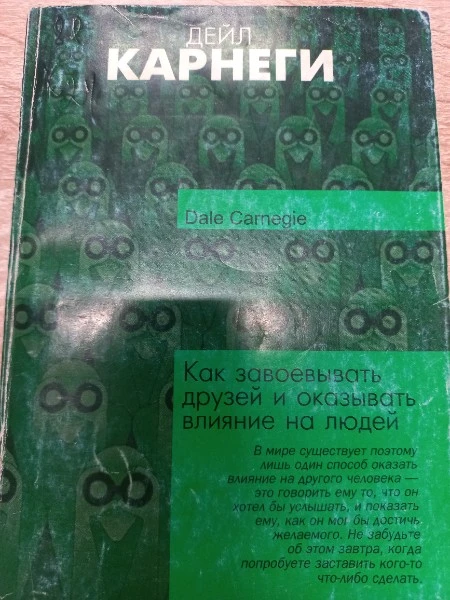 ДЕЙЛ
КАРНЕГИ
Dale Carnegie
Как завоевывать
друзей и оказывать
влияние на людей
В мире существует поэтому
лишь один способ оказать
влияние на другого человека —
это говорить ему то, что он
хотел бы услышать, и показать
ему, как он мог бы достичь
желаемого. Не забудьте
об этом завтра, когда
попробуете заставить кого-то
что-либо сделать.